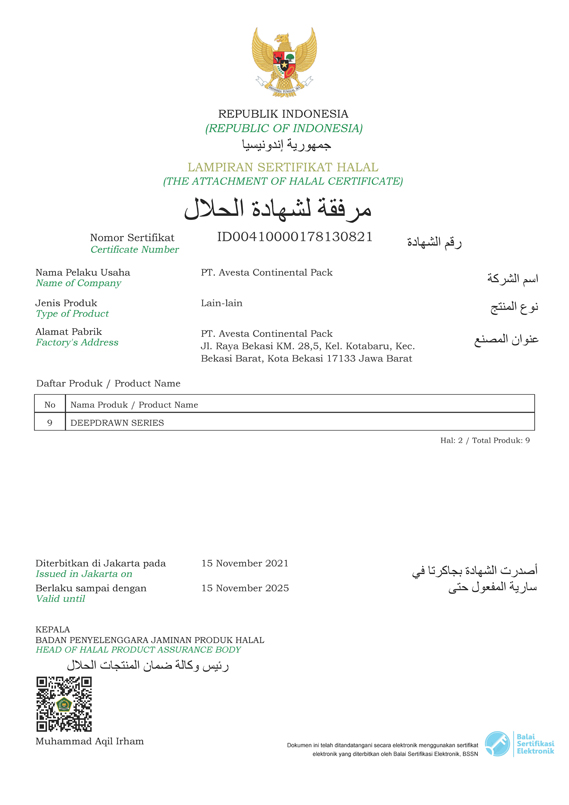 REPUBLIK INDONESIA
(REPUBLIC OF INDONESIA)
جمهورية إندونيسيا
LAMPIRAN SERTIFIKAT HALAL
(THE ATTACHMENT OF HALAL CERTIFICATE)
مرفقة لشهادة الحلال
Nomor Sertifikat ID00410000178130821 رقم الشهادة
Certificate Number
Nama Pelaku Usaha PT. Avesta Continental Pack اسم الشركة
Name of Company
Jenis Produk Lain-lain نوع المنتج
Type of Product
Alamat Pabrik PT. Avesta Continental Pack عنوان المصنع
Factory's Address Jl. Raya Bekasi KM. 28,5, Kel. Kotabaru, Kec.
Bekasi Barat, Kota Bekasi 17133 Jawa Barat
Daftar Produk / Product Name
No Nama Produk / Product Name
9 DEEPDRAWN SERIES
Hal: 2 / Total Produk: 9
Diterbitkan di Jakarta pada 15 November 2021 أصدرت الشهادة بجاكرتا في
Issued in Jakarta on
Berlaku sampai dengan 15 November 2025 سارية المفعول حتى
Valid until
KEPALA
BADAN PENYELENGGARA JAMINAN PRODUK HALAL
HEAD OF HALAL PRODUCT ASSURANCE BODY
رئيس وكالة ضمان المنتجات الحلال
Muhammad Aqil Irham
Dokumen ini telah ditandatangani secara elektronik menggunakan sertifikat
elektronik yang diterbitkan oleh Balai Sertifikasi Elektronik, BSSN
Balai
Sertifikasi
Elektronik